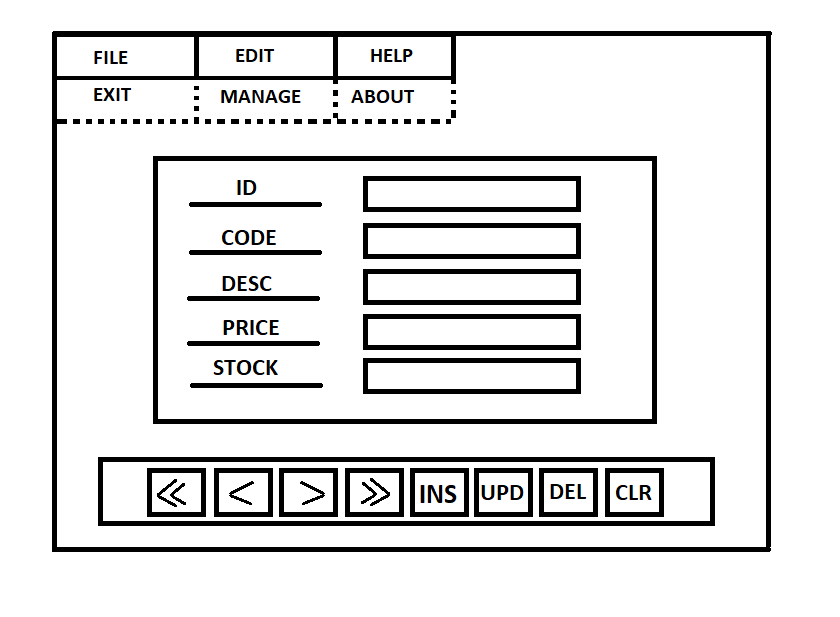 FILE EDIT HELP
EXIT MANAGE ABOUT
ID
CODE
DESC
PRICE
STOCK
<< < > >> INS UPD DEL CLR